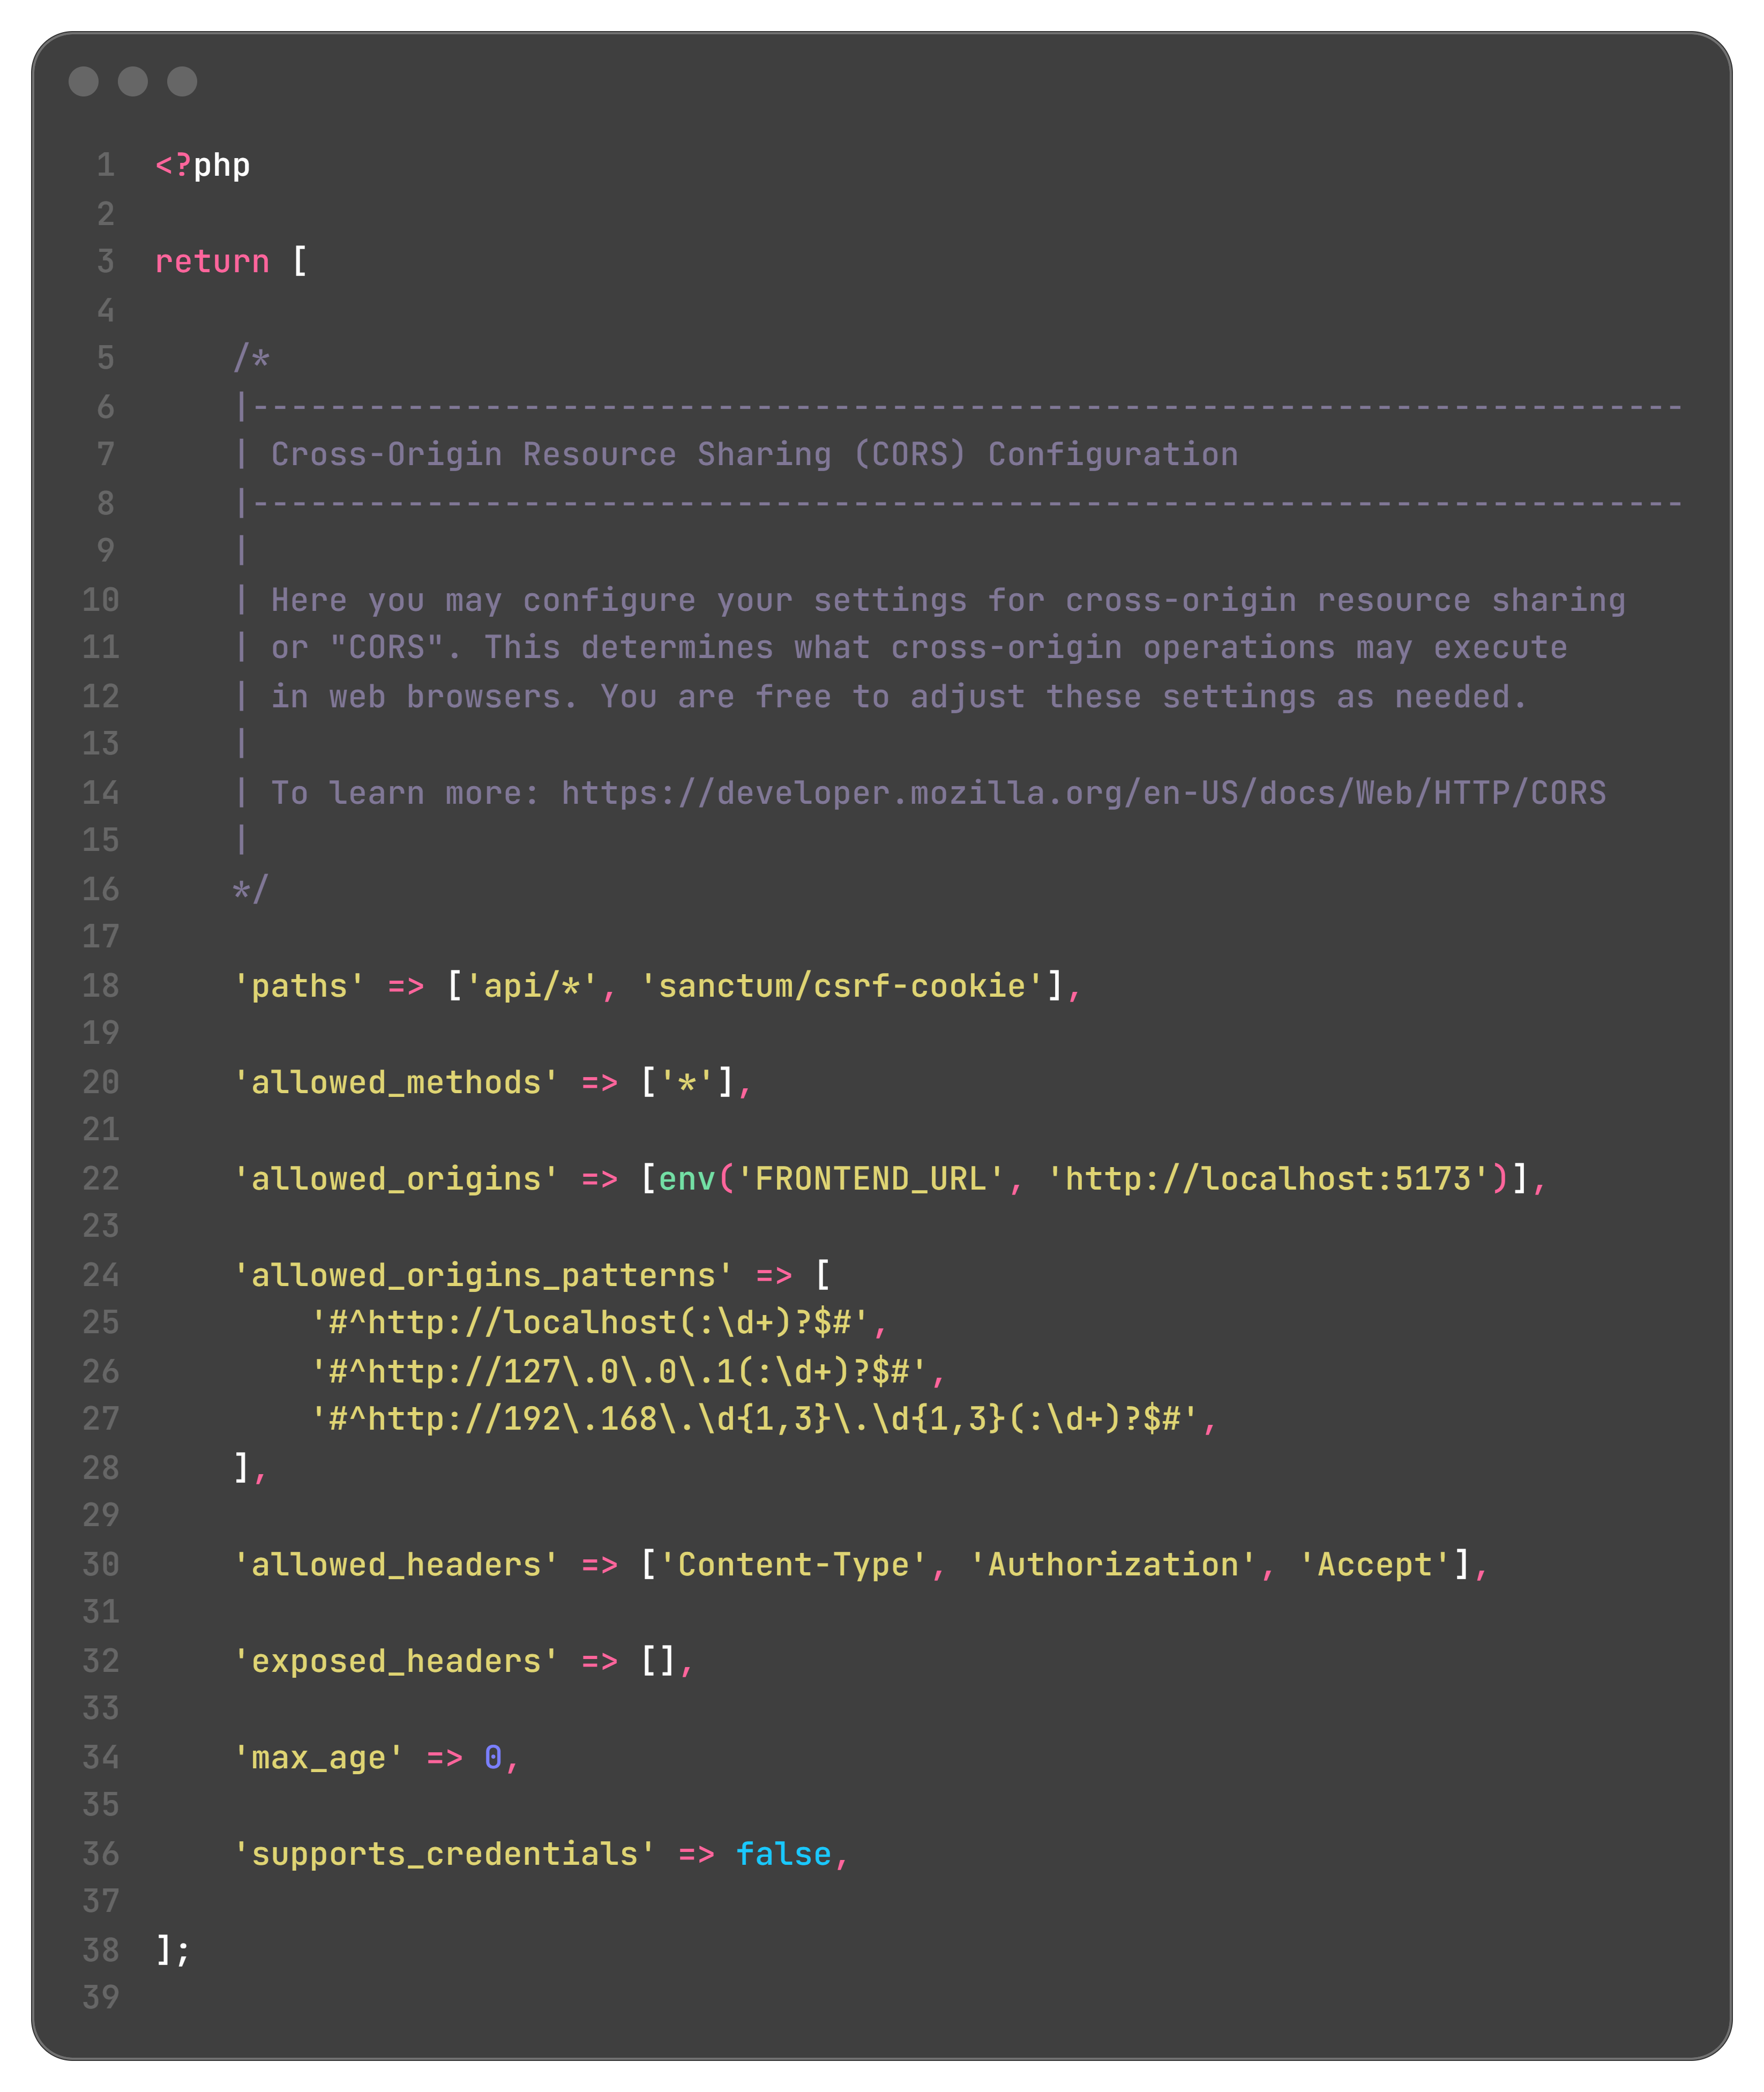 1 <?php
2
3 return [
4
5     /*
6     |--------------------------------------------------------------------------
7     | Cross-Origin Resource Sharing (CORS) Configuration
8     |--------------------------------------------------------------------------
9     |
10     | Here you may configure your settings for cross-origin resource sharing
11     | or "CORS". This determines what cross-origin operations may execute
12     | in web browsers. You are free to adjust these settings as needed.
13     |
14     | To learn more: https://developer.mozilla.org/en-US/docs/Web/HTTP/CORS
15     |
16     */
17
18     'paths' => ['api/*', 'sanctum/csrf-cookie'],
19
20     'allowed_methods' => ['*'],
21
22     'allowed_origins' => [env('FRONTEND_URL', 'http://localhost:5173')],
23
24     'allowed_origins_patterns' => [
25         '#^http://localhost(:\d+)?$#',
26         '#^http://127\.0\.0\.1(:\d+)?$#',
27         '#^http://192\.168\.\d{1,3}\.\d{1,3}(:\d+)?$#',
28     ],
29
30     'allowed_headers' => ['Content-Type', 'Authorization', 'Accept'],
31
32     'exposed_headers' => [],
33
34     'max_age' => 0,
35
36     'supports_credentials' => false,
37
38 ];
39